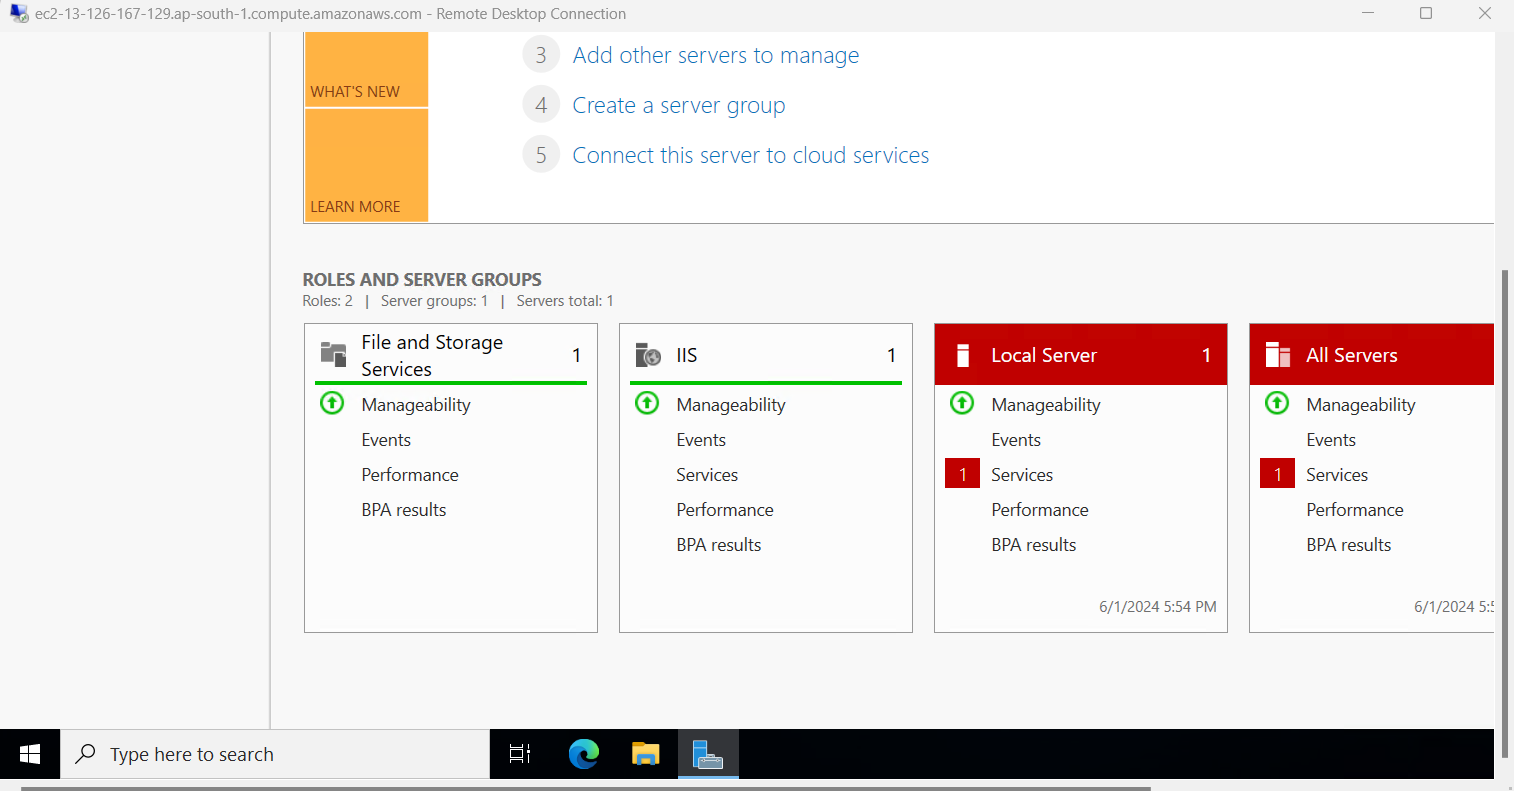 ec2-13-126-167-129.ap-south-1.compute.amazonaws.com - Remote Desktop Connection
WHAT'S NEW
LEARN MORE
3 Add other servers to manage
4 Create a server group
5 Connect this server to cloud services
ROLES AND SERVER GROUPS
Roles: 2 | Server groups: 1 | Servers total: 1
File and Storage
Services 1
Manageability
Events
Performance
BPA results
IIS 1
Manageability
Events
Services
Performance
BPA results
Local Server 1
Manageability
Events
1 Services
Performance
BPA results
6/1/2024 5:54 PM
All Servers
Manageability
Events
1 Services
Performance
BPA results
6/1/2024 5:5
Type here to search